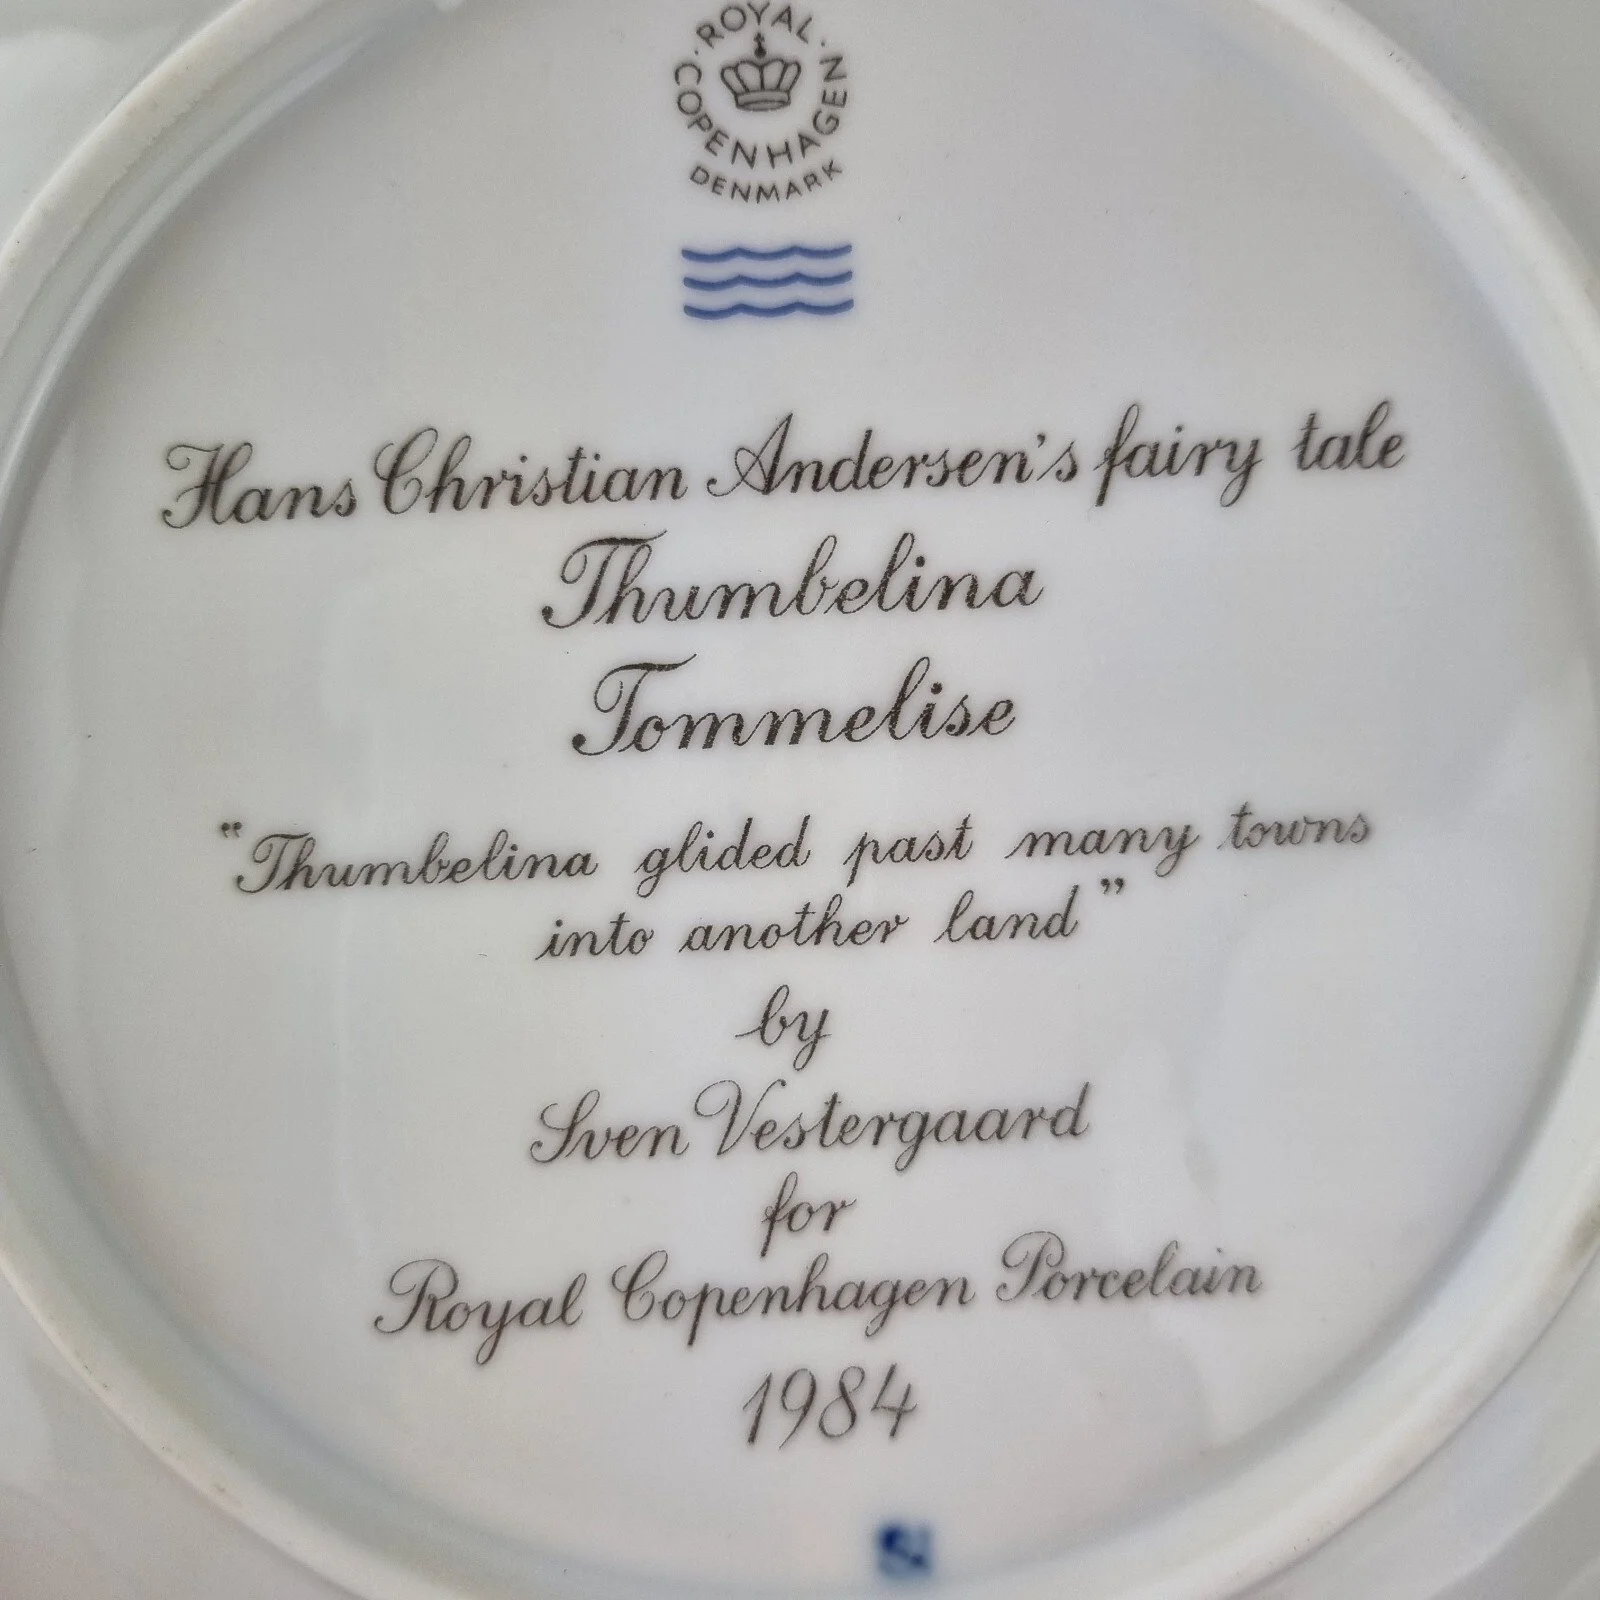 ROYAL
COPENHAGEN
DENMARK
Hans Christian Andersen's fairy tale
Thumbelina
Tommelise
"Thumbelina glided past many towns
into another land"
by
Sven Vestergaard
for
Royal Copenhagen Porcelain
1984